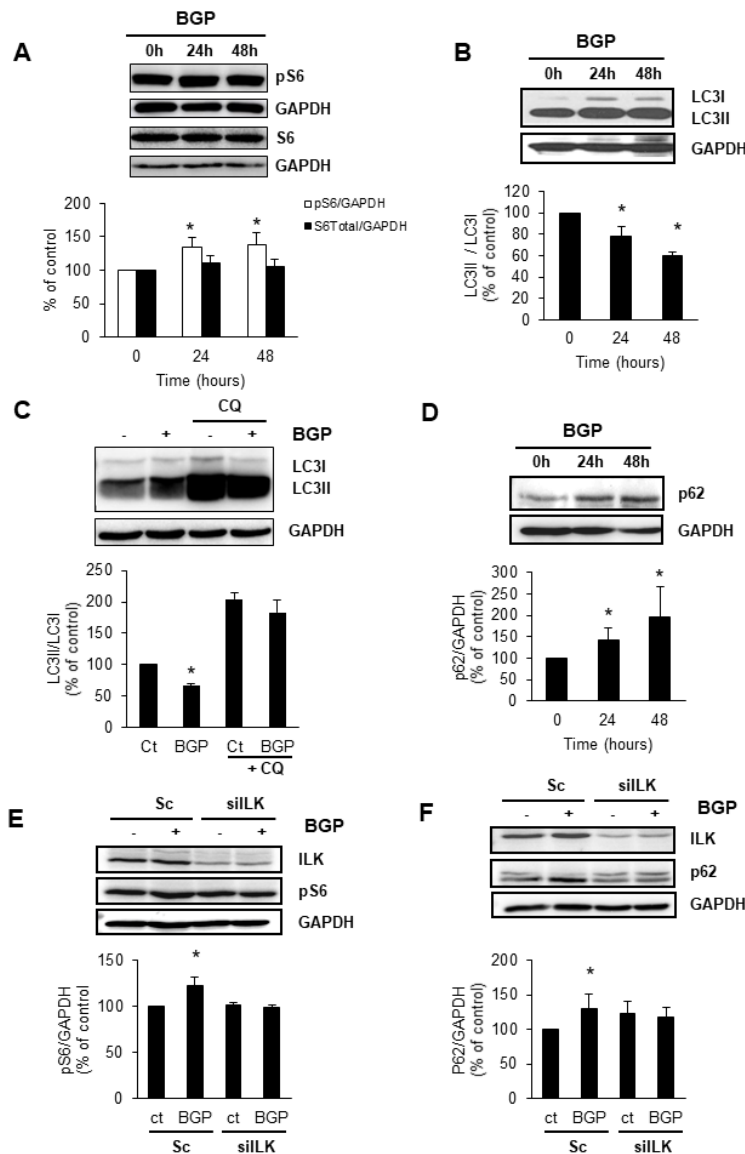 A
BGP
0h 24h 48h
pS6
GAPDH
S6
GAPDH
pS6/GAPDH
S6Total/GAPDH
% of control
200
150
100
50
0
* *
0 24 48
Time (hours)
B
BGP
0h 24h 48h
LC3I
LC3II
GAPDH
LC3II / LC3I
(% of control)
100
80
60
40
20
0
* *
0 24 48
Time (hours)
C
CQ
- + - + BGP
LC3I
LC3II
GAPDH
LC3II/LC3I
(% of control)
250
200
150
100
50
0
*
Ct BGP Ct BGP
+ CQ
D
BGP
0h 24h 48h
p62
GAPDH
p62/GAPDH
(% of control)
300
250
200
150
100
50
0
* *
0 24 48
Time (hours)
E
Sc siILK
- + - + BGP
ILK
pS6
GAPDH
pS6/GAPDH
(% of control)
150
100
50
0
*
ct BGP ct BGP
Sc siILK
F
Sc siILK
- + - + BGP
ILK
p62
GAPDH
P62/GAPDH
(% of control)
200
150
100
50
0
*
ct BGP ct BGP
Sc siILK